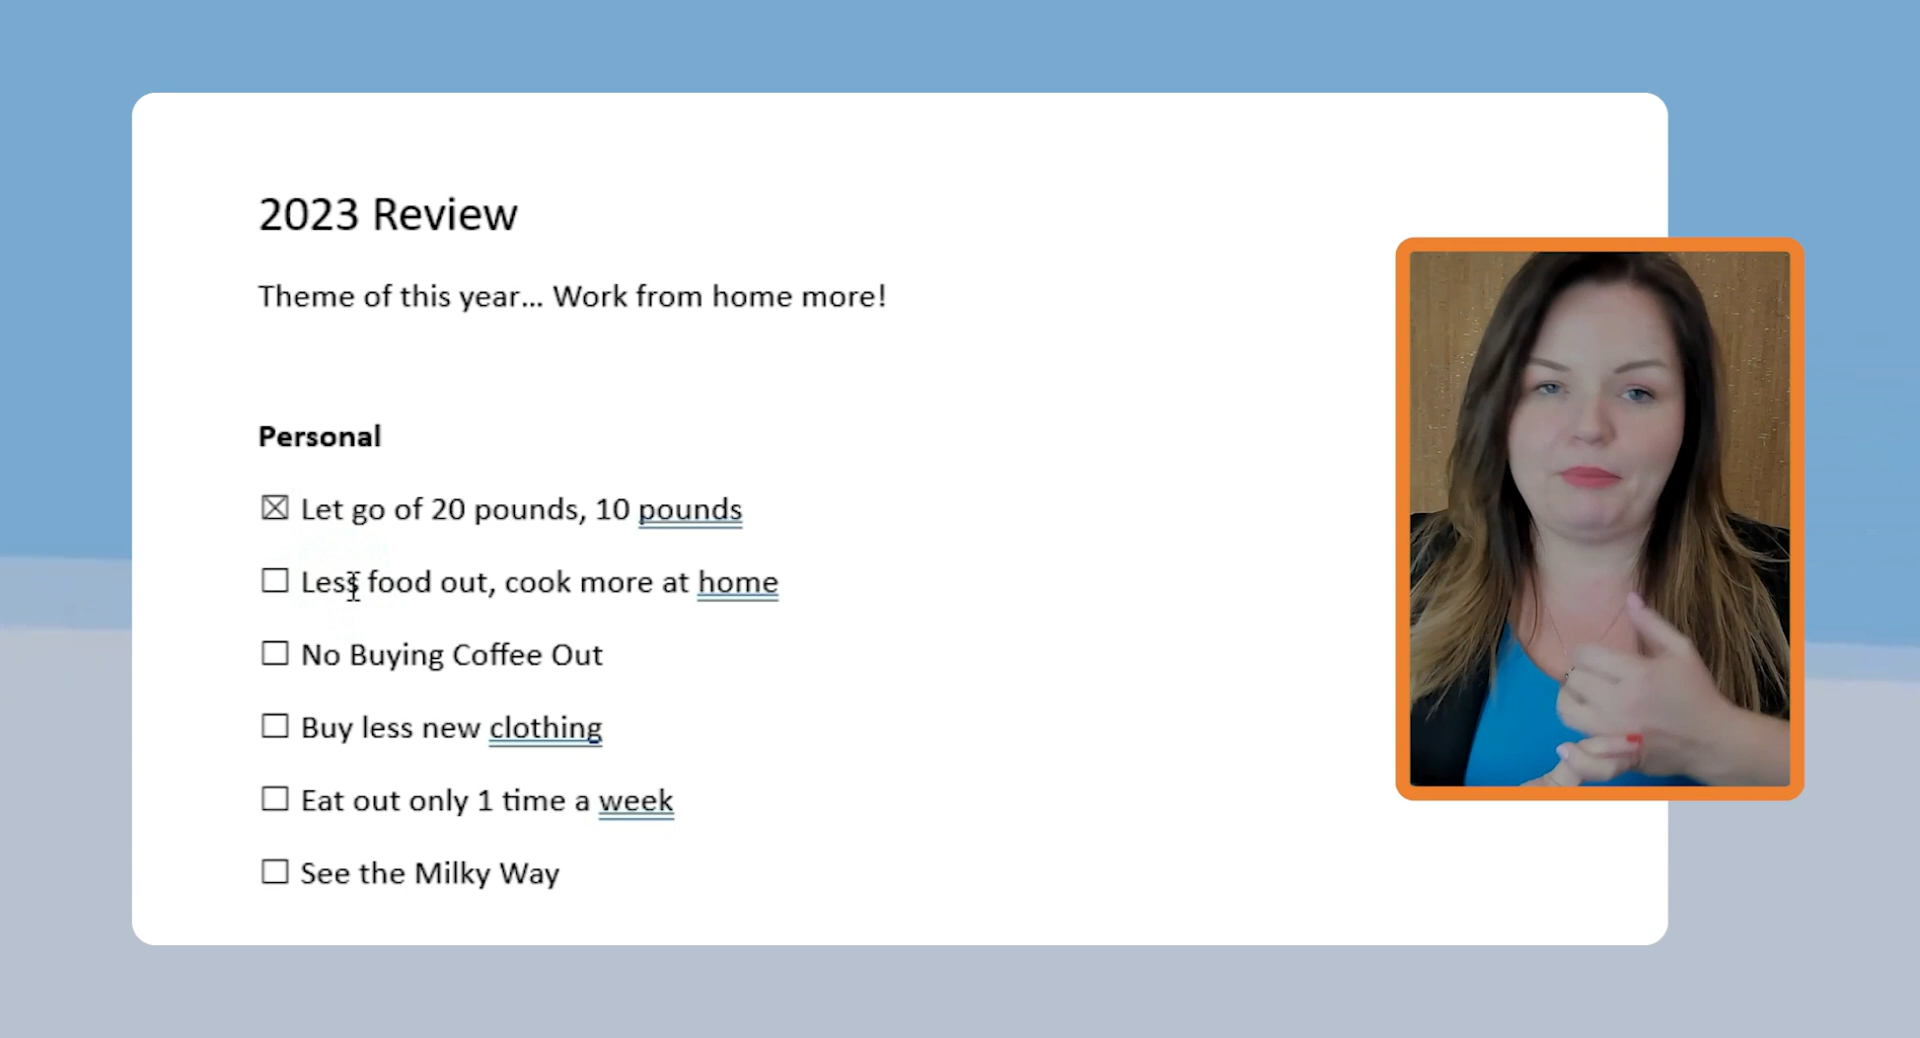 2023 Review
Theme of this year... Work from home more!
Personal
☒ Let go of 20 pounds, 10 pounds
☐ Less food out, cook more at home
☐ No Buying Coffee Out
☐ Buy less new clothing
☐ Eat out only 1 time a week
☐ See the Milky Way